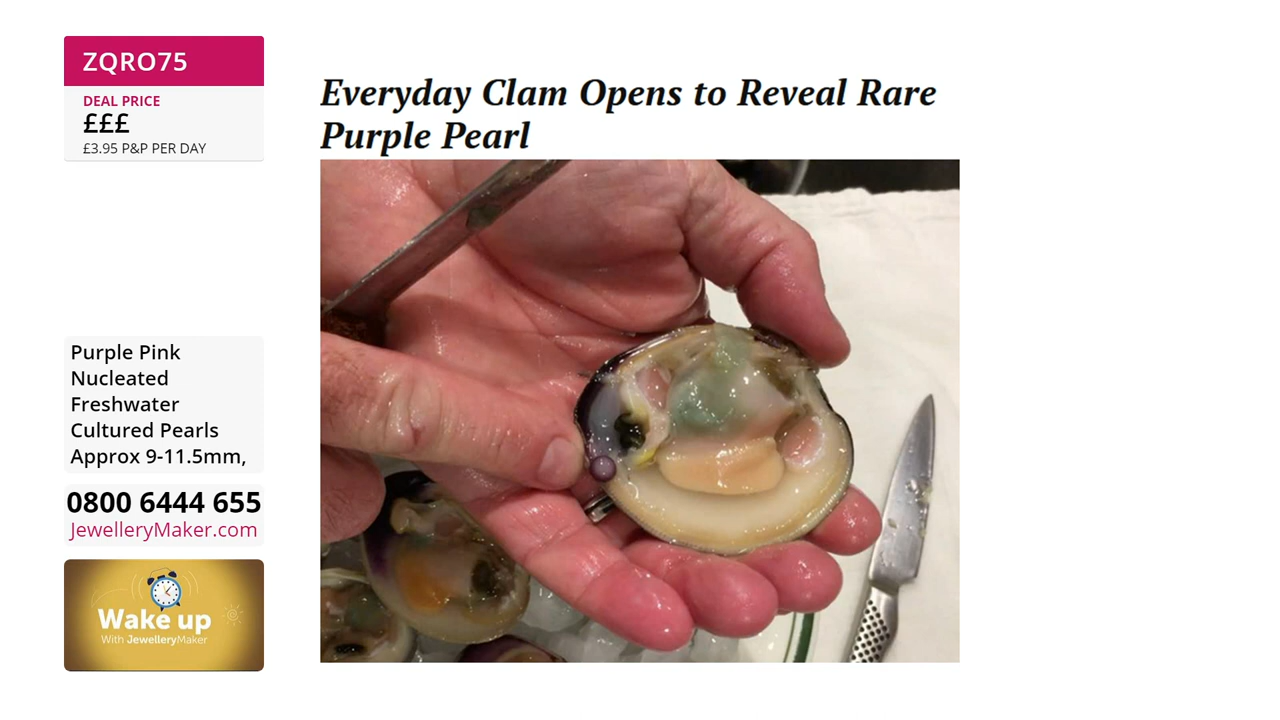 ZQRO75
DEAL PRICE
£££
£3.95 P&P PER DAY
Everyday Clam Opens to Reveal Rare
Purple Pearl
Purple Pink
Nucleated
Freshwater
Cultured Pearls
Approx 9-11.5mm,
0800 6444 655
JewelleryMaker.com
Wake up
With JewelleryMaker